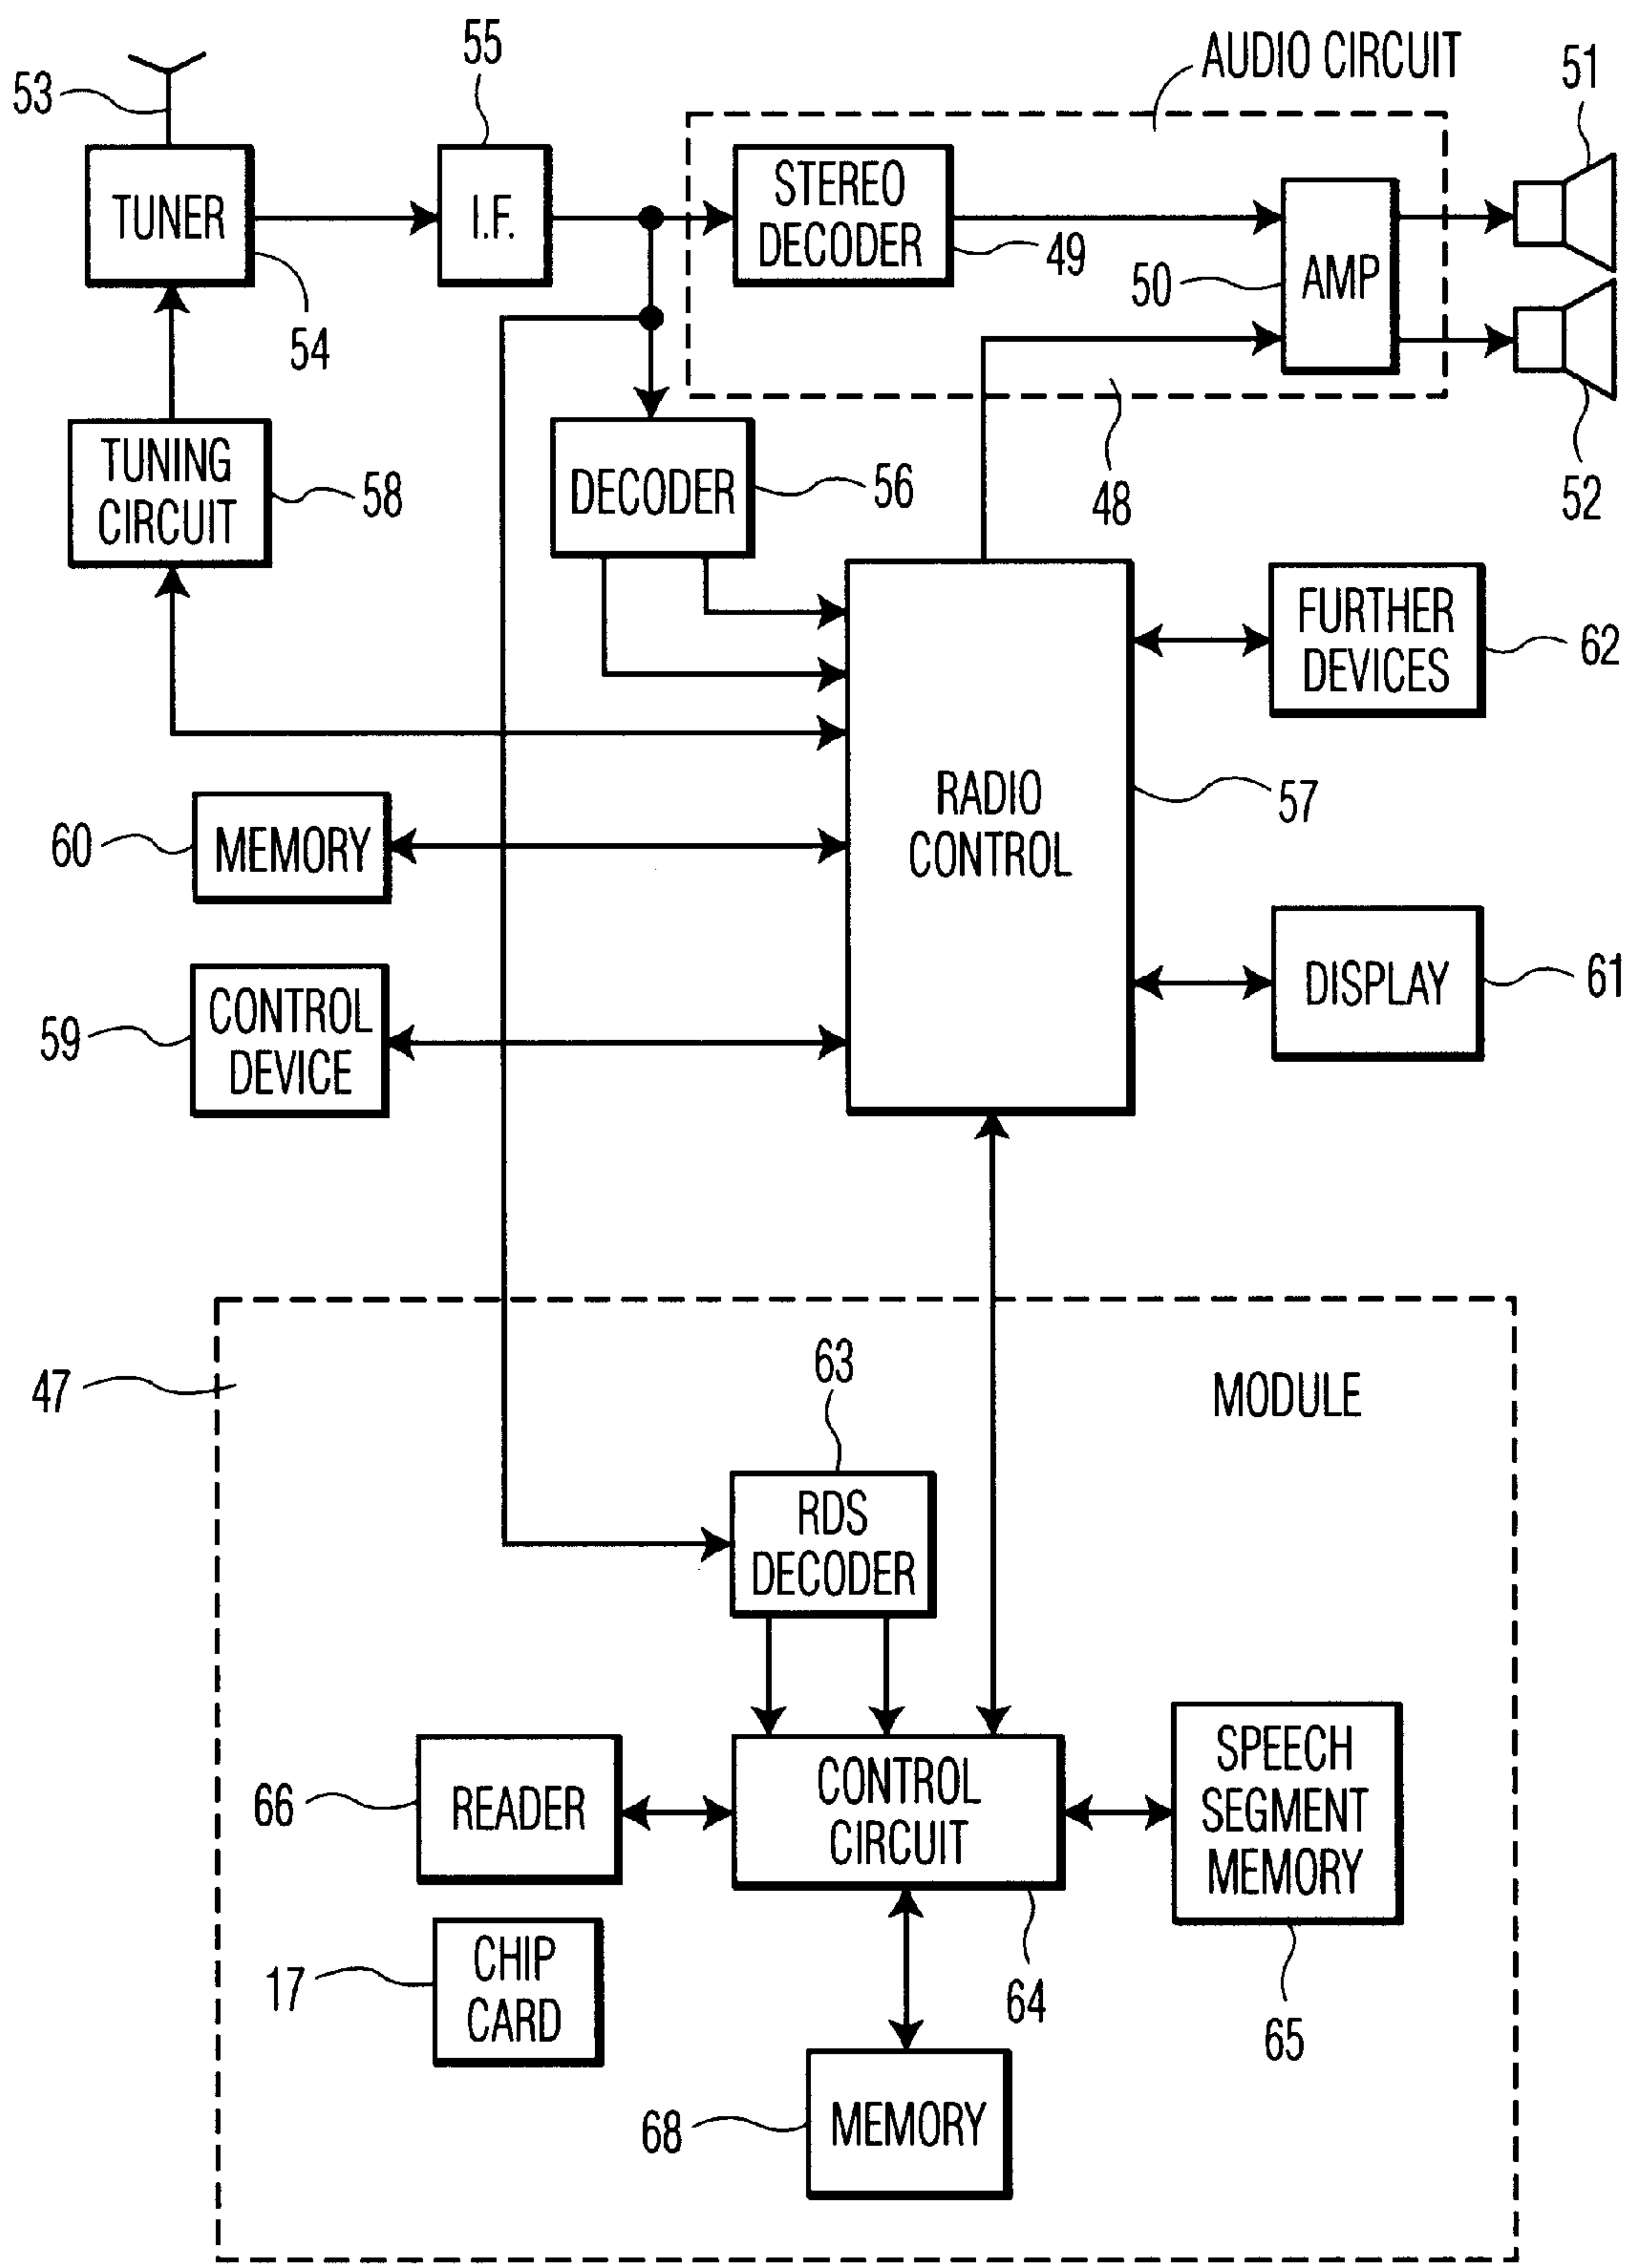 55
AUDIO CIRCUIT
51
53
TUNER
I.F.
STEREO
DECODER
49
50
AMP
54
TUNING
CIRCUIT
58
DECODER
56
48
52
FURTHER
DEVICES
62
RADIO
CONTROL
57
60
MEMORY
59
CONTROL
DEVICE
DISPLAY
61
47
63
MODULE
RDS
DECODER
66
READER
CONTROL
CIRCUIT
SPEECH
SEGMENT
MEMORY
17
CHIP
CARD
64
65
68
MEMORY